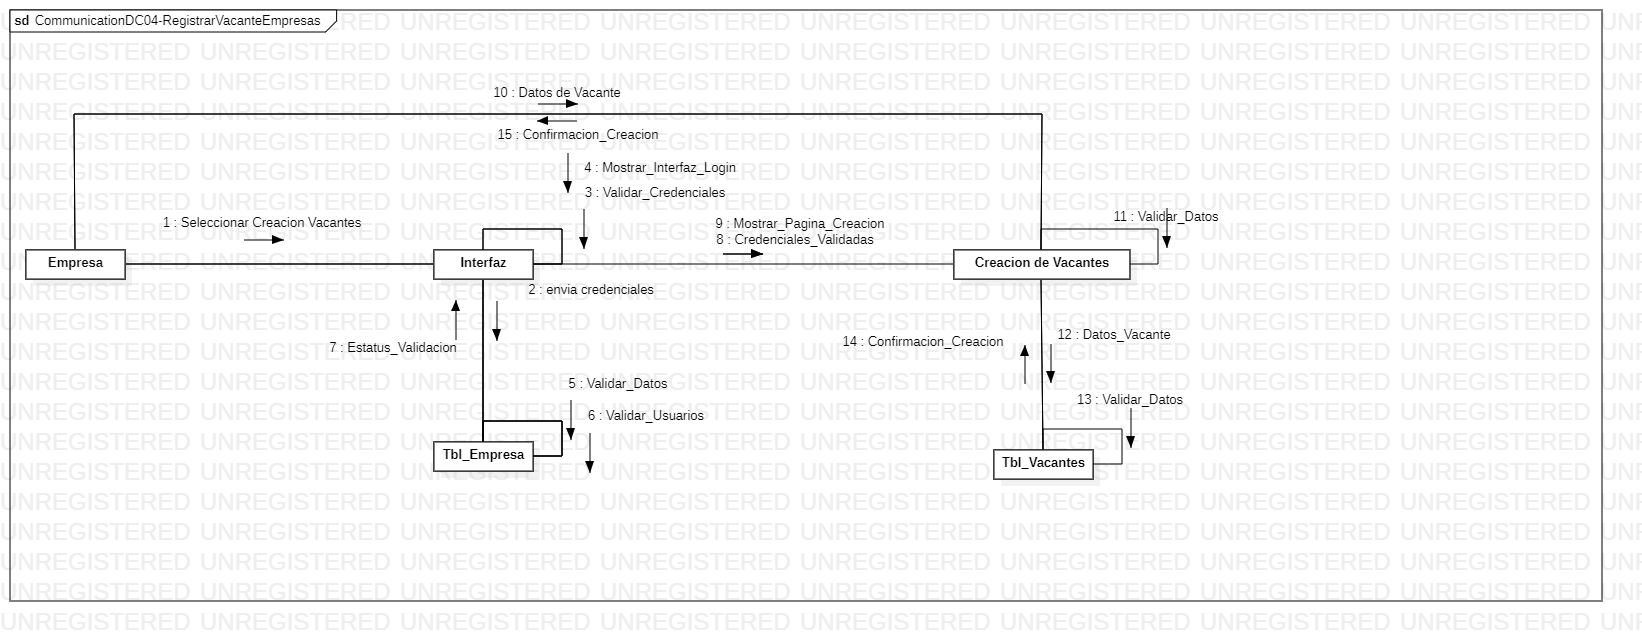 sd CommunicationDC04-RegistrarVacanteEmpresas
10 : Datos de Vacante
15 : Confirmacion_Creacion
4 : Mostrar_Interfaz_Login
3 : Validar_Credenciales
1 : Seleccionar Creacion Vacantes
9 : Mostrar_Pagina_Creacion
8 : Credenciales_Validadas
11 : Validar_Datos
Empresa
Interfaz
Creacion de Vacantes
2 : envia credenciales
7 : Estatus_Validacion
14 : Confirmacion_Creacion
12 : Datos_Vacante
5 : Validar_Datos
6 : Validar_Usuarios
13 : Validar_Datos
Tbl_Empresa
Tbl_Vacantes
UNREGISTERED